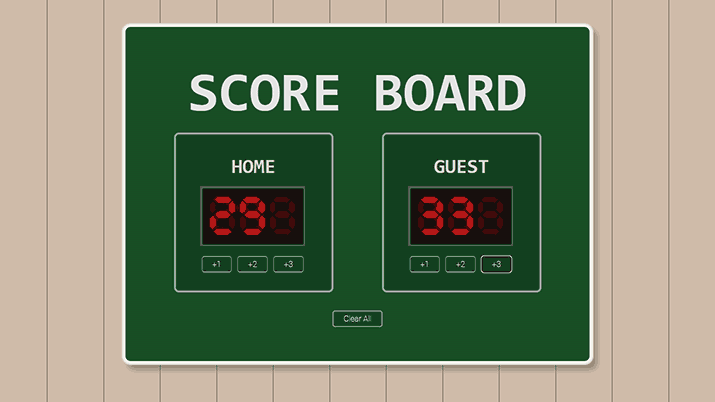 SCORE BOARD
HOME
GUEST
29
33
+1 +2 +3
+1 +2 +3
Clear All